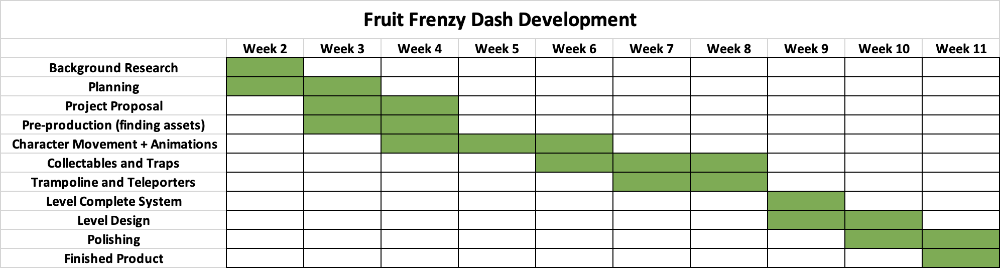 Fruit Frenzy Dash Development
Week 2 Week 3 Week 4 Week 5 Week 6 Week 7 Week 8 Week 9 Week 10 Week 11
Background Research
Planning
Project Proposal
Pre-production (finding assets)
Character Movement + Animations
Collectables and Traps
Trampoline and Teleporters
Level Complete System
Level Design
Polishing
Finished Product